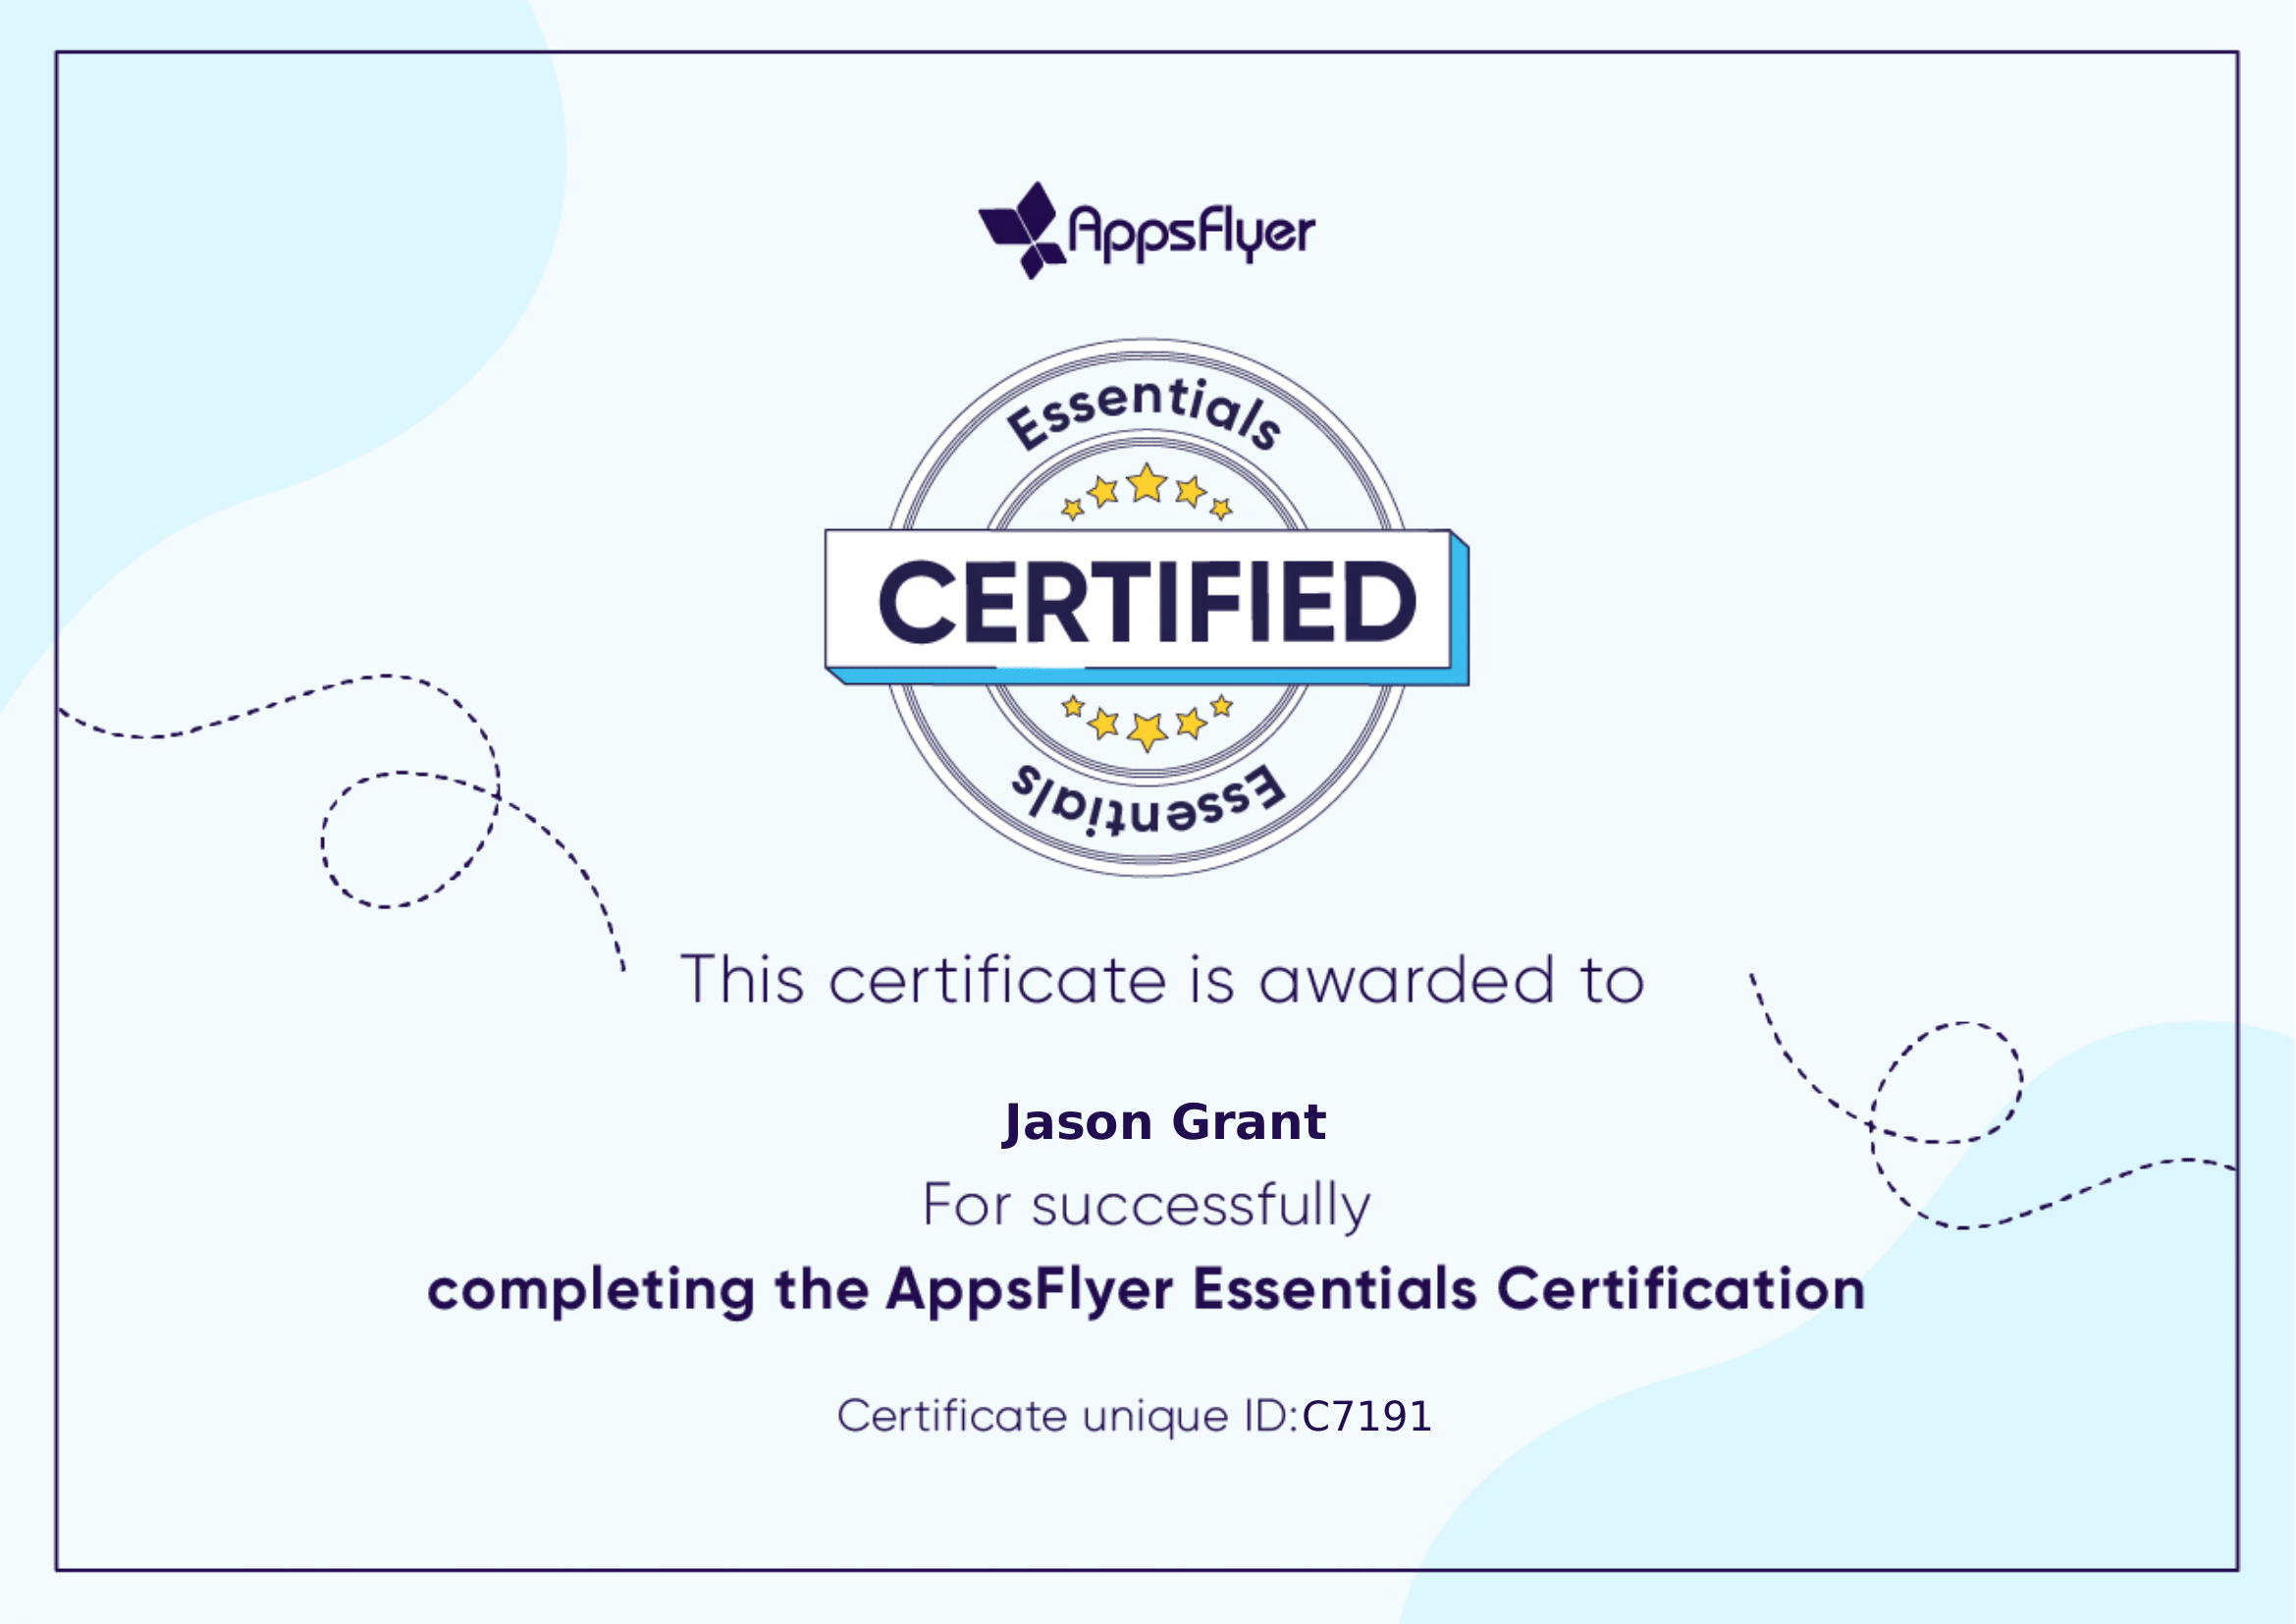 AppsFlyer
Essentials
CERTIFIED
Essentials
This certificate is awarded to
Jason Grant
For successfully
completing the AppsFlyer Essentials Certification
Certificate unique ID:C7191